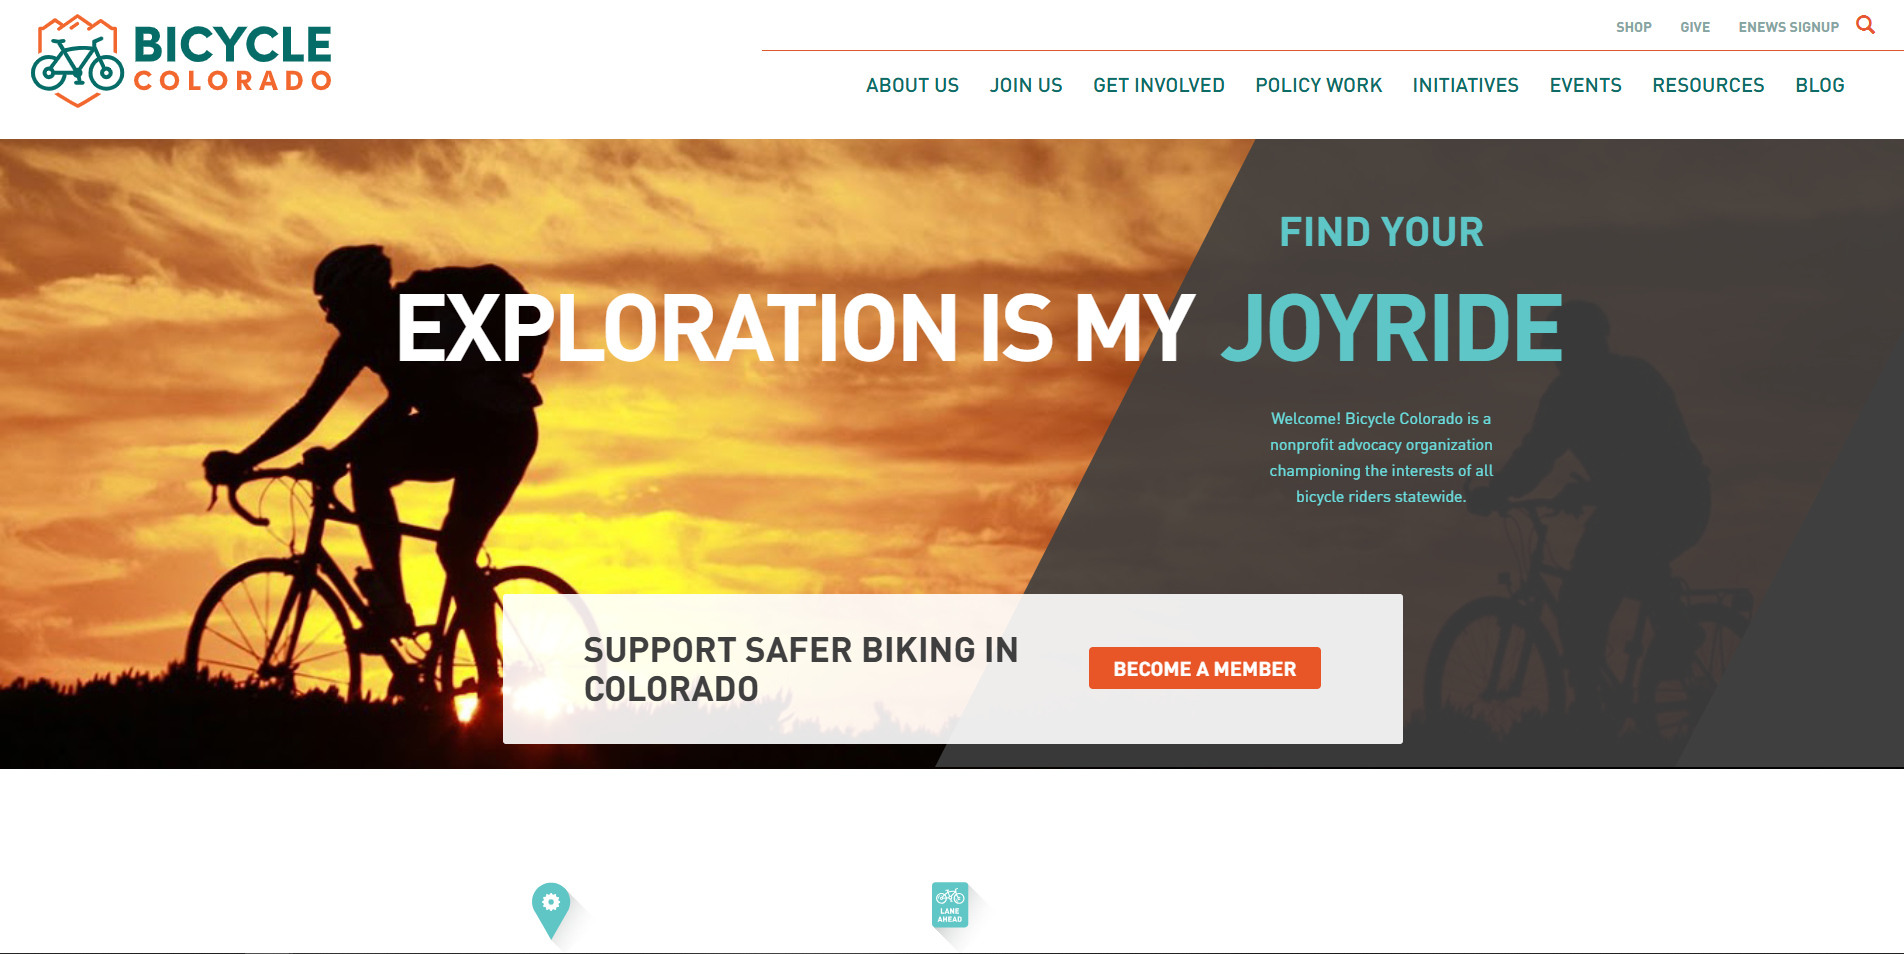 BICYCLE
COLORADO
SHOP GIVE ENEWS SIGNUP
ABOUT US JOIN US GET INVOLVED POLICY WORK INITIATIVES EVENTS RESOURCES BLOG
FIND YOUR
EXPLORATION IS MY JOYRIDE
Welcome! Bicycle Colorado is a
nonprofit advocacy organization
championing the interests of all
bicycle riders statewide.
SUPPORT SAFER BIKING IN
COLORADO
BECOME A MEMBER
LANE
AHEAD